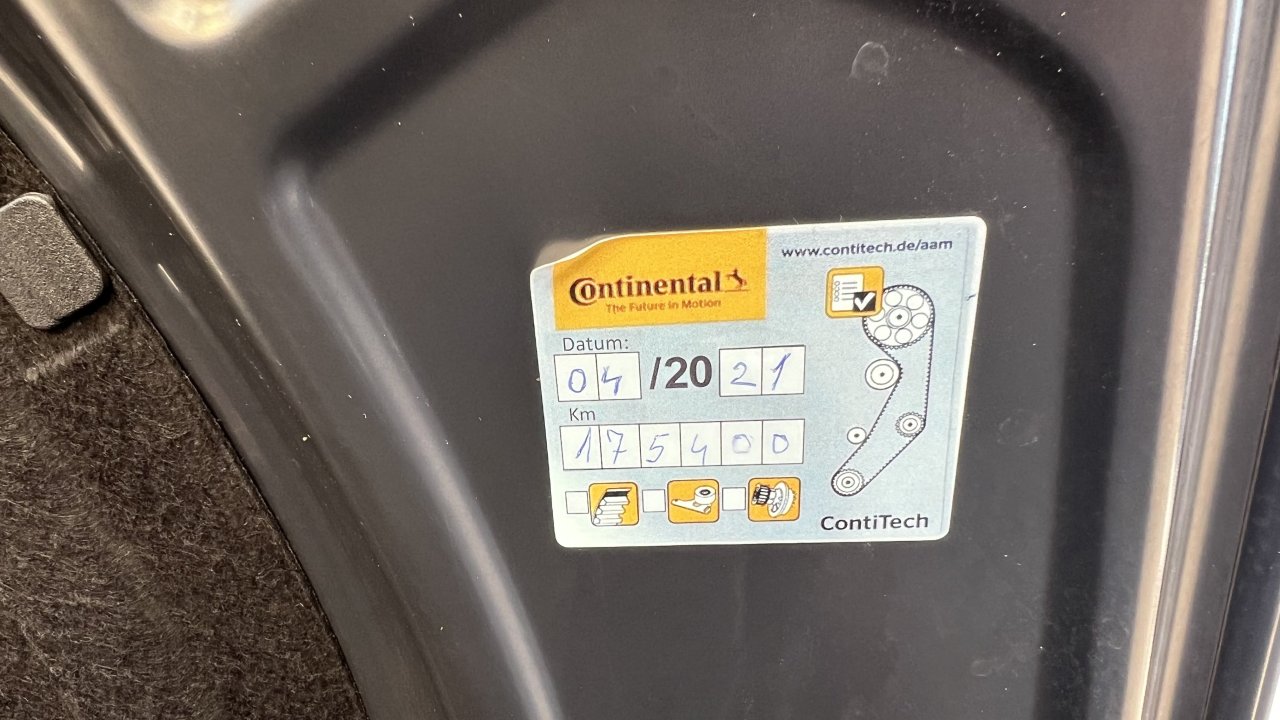 www.contitech.de/aam
Continental
The Future in Motion
Datum:
04/2021
Km
175400
ContiTech